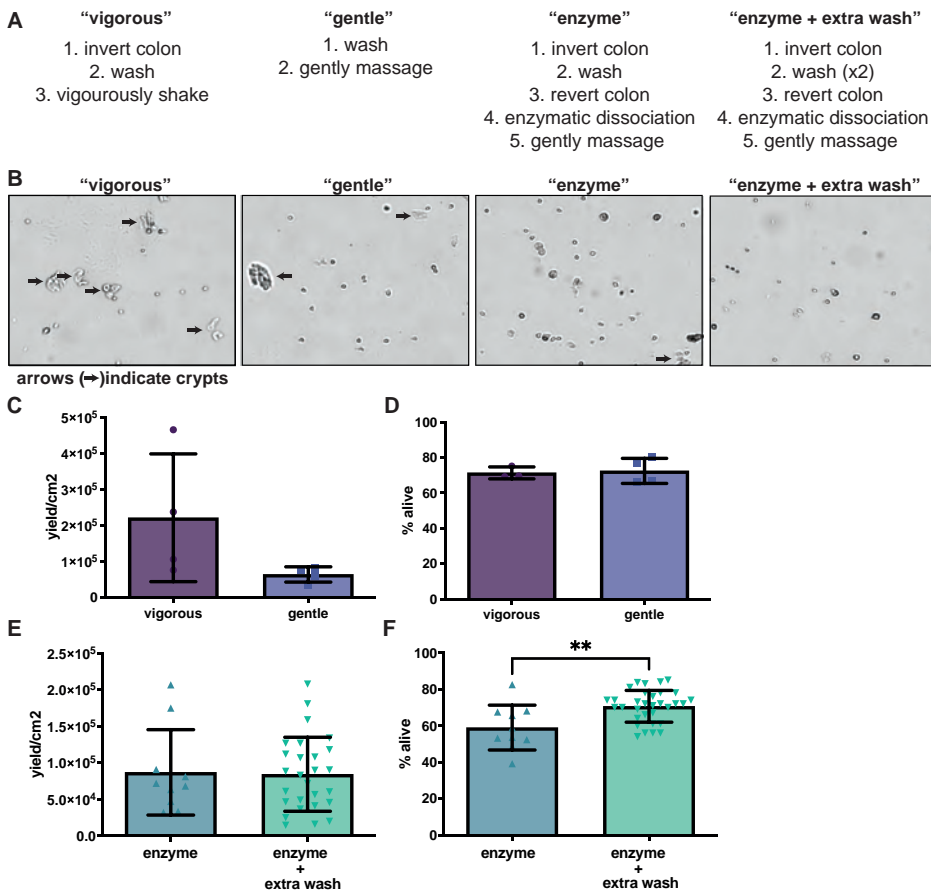 A
“vigorous”
1. invert colon
2. wash
3. vigourously shake
“gentle”
1. wash
2. gently massage
“enzyme”
1. invert colon
2. wash
3. revert colon
4. enzymatic dissociation
5. gently massage
“enzyme + extra wash”
1. invert colon
2. wash (x2)
3. revert colon
4. enzymatic dissociation
5. gently massage
B
“vigorous”
“gentle”
“enzyme”
“enzyme + extra wash”
arrows (→)indicate crypts
C
yield/cm2
5×10⁵
4×10⁵
3×10⁵
2×10⁵
1×10⁵
0
vigorous
gentle
D
% alive
100
80
60
40
20
0
vigorous
gentle
E
yield/cm2
2.5×10⁵
2.0×10⁵
1.5×10⁵
1.0×10⁵
5.0×10⁴
0.0
enzyme
enzyme
+
extra wash
F
% alive
100
80
60
40
20
0
**
enzyme
enzyme
+
extra wash